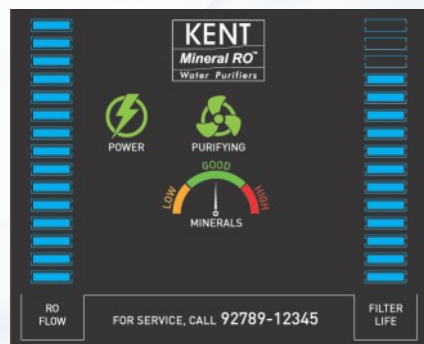 KENT
Mineral RO™
Water Purifiers
POWER
PURIFYING
LOW
GOOD
HIGH
MINERALS
RO
FLOW
FOR SERVICE, CALL 92789-12345
FILTER
LIFE